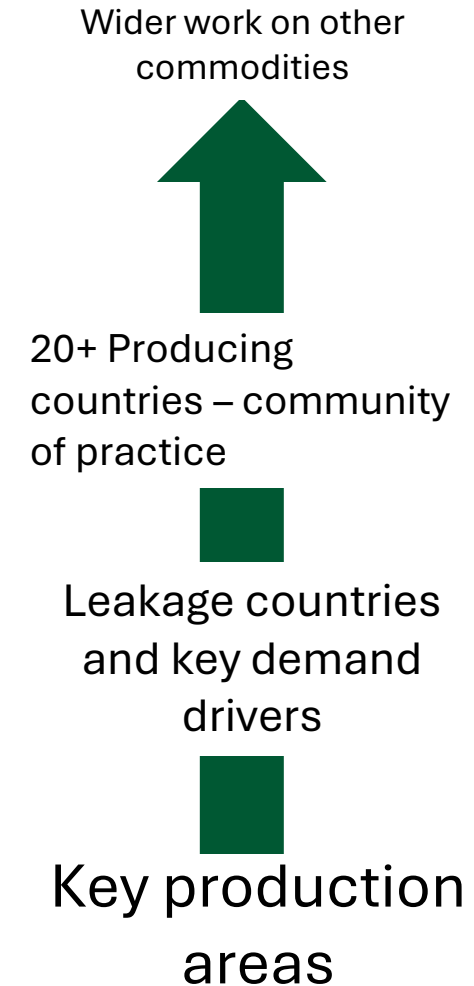 Wider work on other
commodities
20+ Producing
countries – community
of practice
Leakage countries
and key demand
drivers
Key production
areas